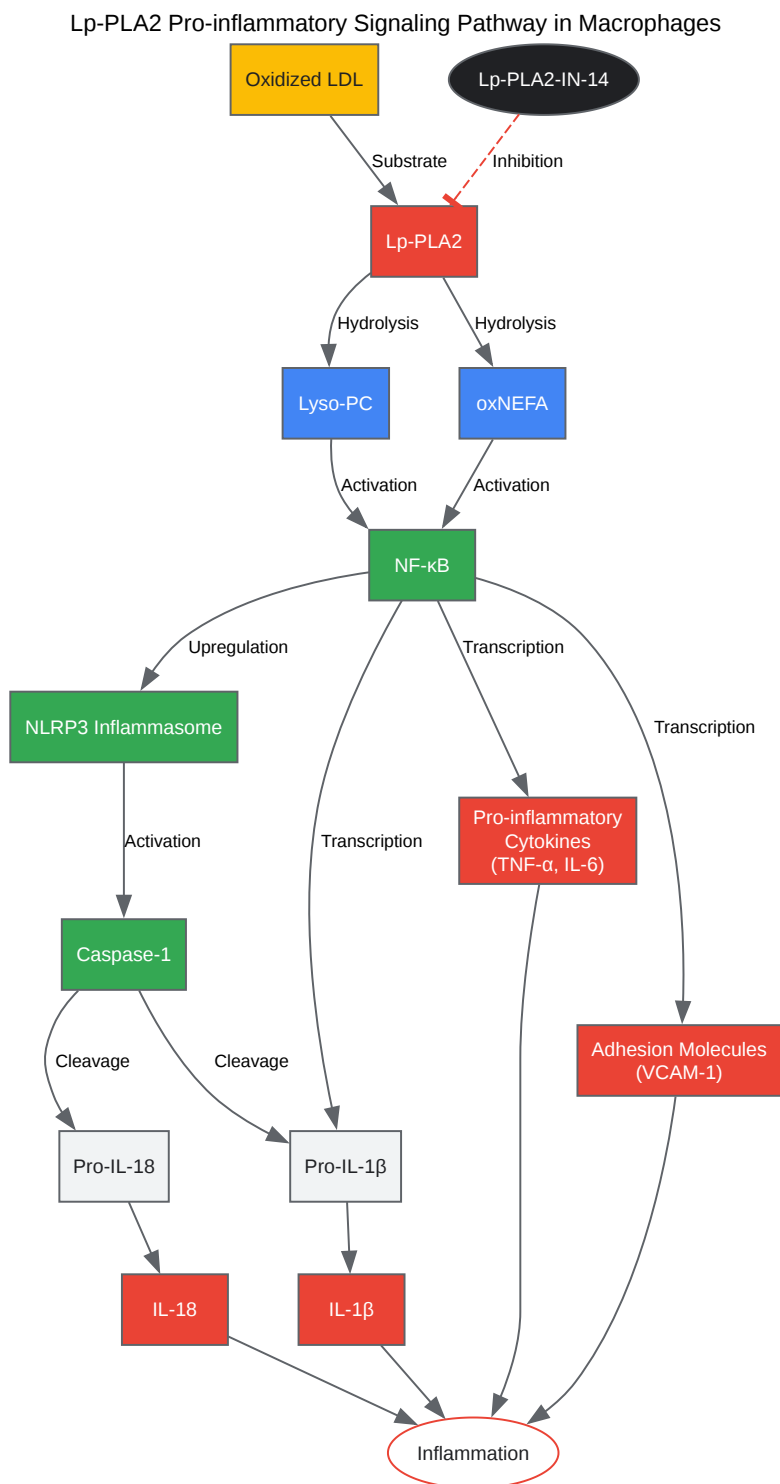 Lp-PLA2 Pro-inflammatory Signaling Pathway in Macrophages
Oxidized LDL
Lp-PLA2-IN-14
Substrate
Inhibition
Lp-PLA2
Hydrolysis
Hydrolysis
Lyso-PC
oxNEFA
Activation
Activation
NF-κB
Upregulation
Transcription
NLRP3 Inflammasome
Transcription
Pro-inflammatory
Cytokines
(TNF-α, IL-6)
Activation
Transcription
Caspase-1
Adhesion Molecules
(VCAM-1)
Cleavage
Cleavage
Pro-IL-18
Pro-IL-1β
IL-18
IL-1β
Inflammation